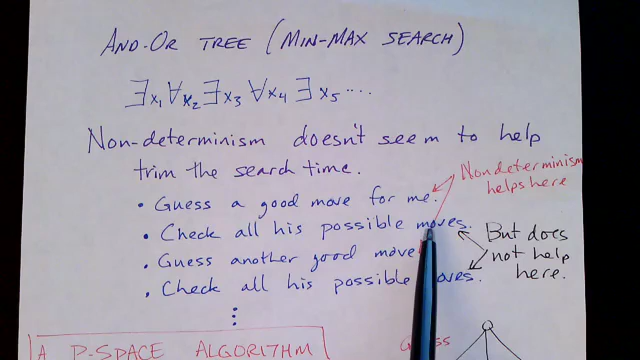 AND-OR TREE (MIN-MAX SEARCH)
∃x₁ ∀x₂ ∃x₃ ∀x₄ ∃x₅ ...
Non-determinism doesn't seem to help
trim the search time.
• Guess a good move for me.
• Check all his possible moves.
• Guess another good move
• Check all his possible moves.
⋮
Nondeterminism
helps here
But does
not help
here.
A P-SPACE ALGORITHM
GUESS